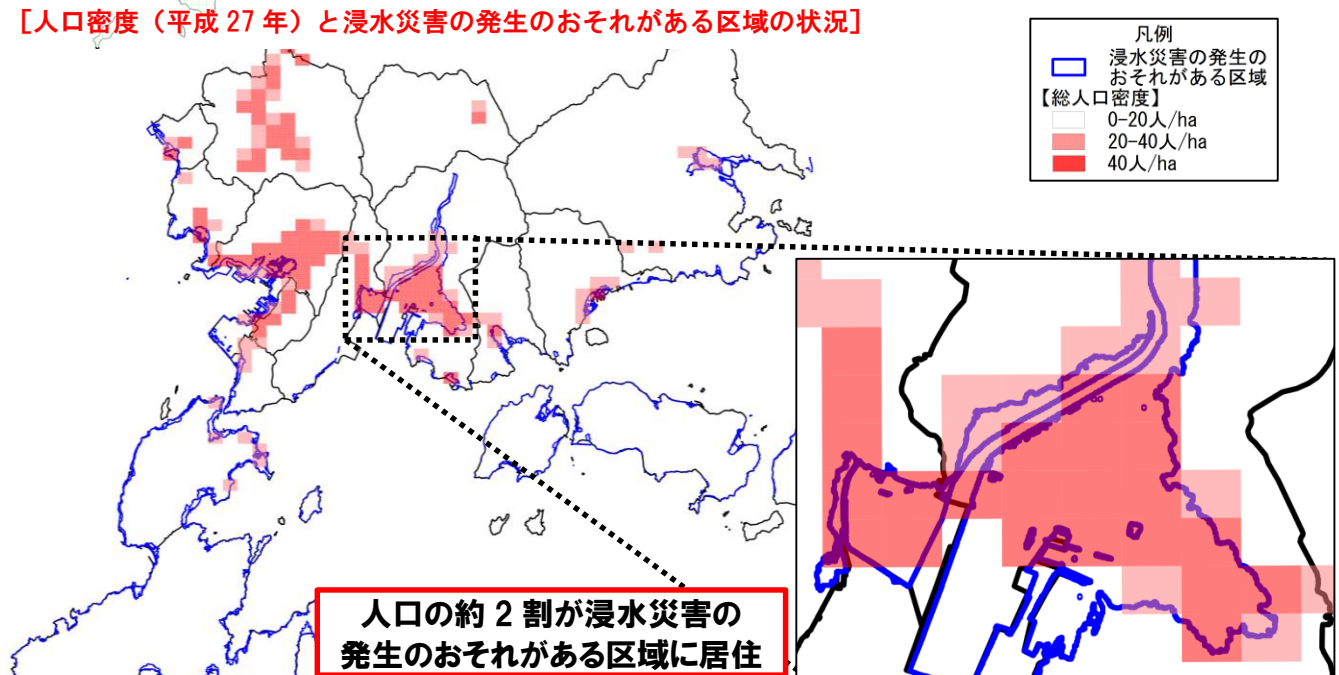 [人口密度（平成 27 年）と浸水災害の発生のおそれがある区域の状況]
凡例
浸水災害の発生の
おそれがある区域
【総人口密度】
0-20人/ha
20-40人/ha
40人/ha
人口の約 2 割が浸水災害の
発生のおそれがある区域に居住